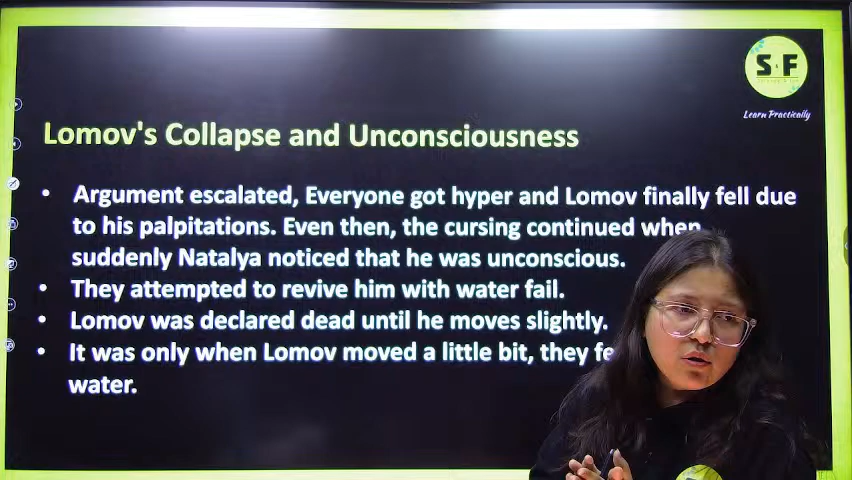 S&F
Learn Practically
Lomov's Collapse and Unconsciousness
• Argument escalated, Everyone got hyper and Lomov finally fell due
to his palpitations. Even then, the cursing continued when
suddenly Natalya noticed that he was unconscious.
• They attempted to revive him with water fail.
• Lomov was declared dead until he moves slightly.
• It was only when Lomov moved a little bit, they
water.